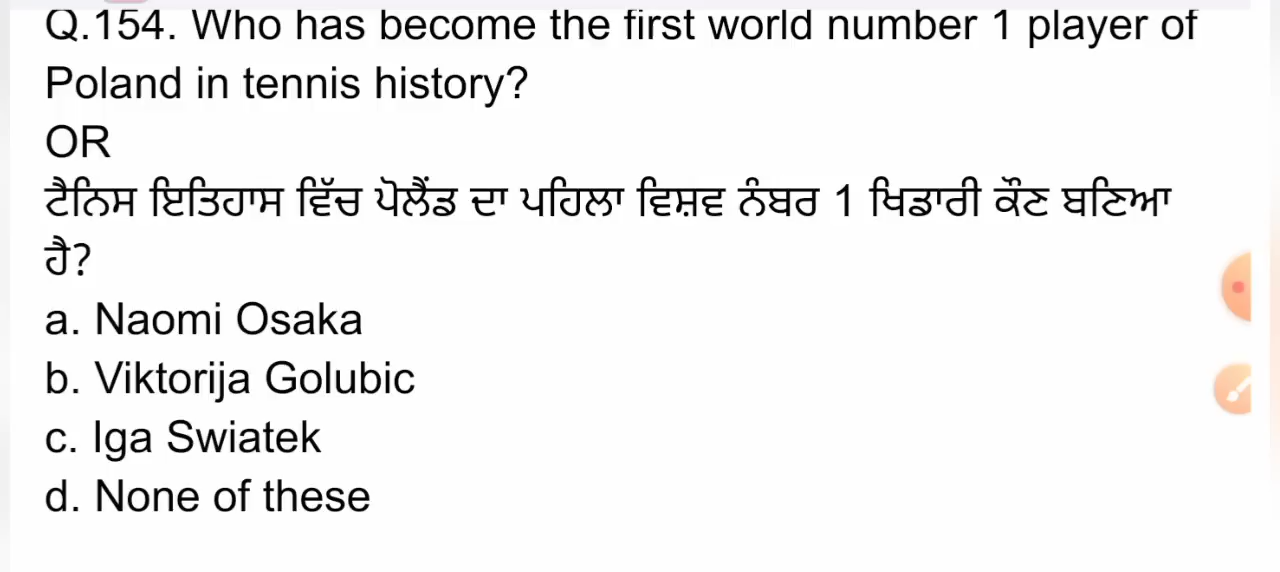 Q.154. Who has become the first world number 1 player of
Poland in tennis history?
OR
ਟੈਨਿਸ ਇਤਿਹਾਸ ਵਿੱਚ ਪੋਲੈਂਡ ਦਾ ਪਹਿਲਾ ਵਿਸ਼ਵ ਨੰਬਰ 1 ਖਿਡਾਰੀ ਕੌਣ ਬਣਿਆ
ਹੈ?
a. Naomi Osaka
b. Viktorija Golubic
c. Iga Swiatek
d. None of these